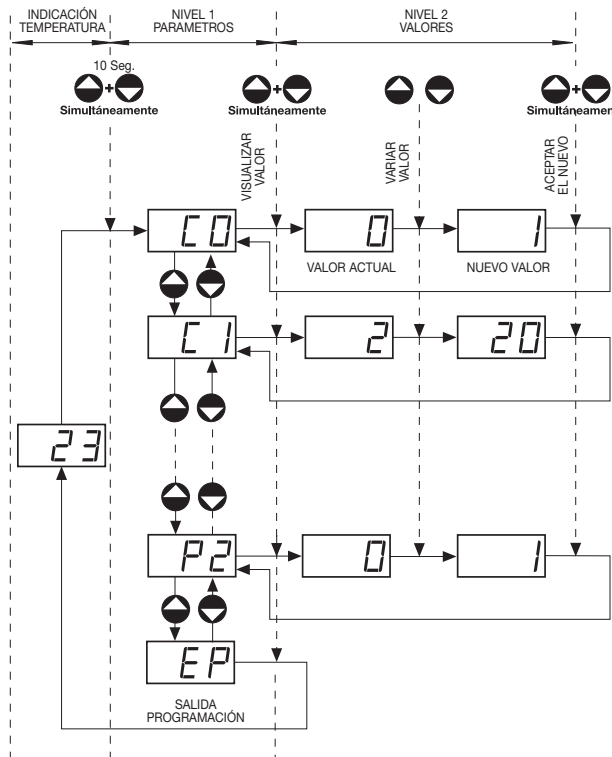 INDICACIÓN TEMPERATURA
NIVEL 1 PARAMETROS
NIVEL 2 VALORES
10 Seg.
+ Simultáneamente
+ Simultáneamente
+ Simultáneamen
VISUALIZAR VALOR
VARIAR VALOR
ACEPTAR EL NUEVO
C0
0
1
VALOR ACTUAL
NUEVO VALOR
C1
2
20
23
P2
0
1
EP
SALIDA
PROGRAMACIÓN